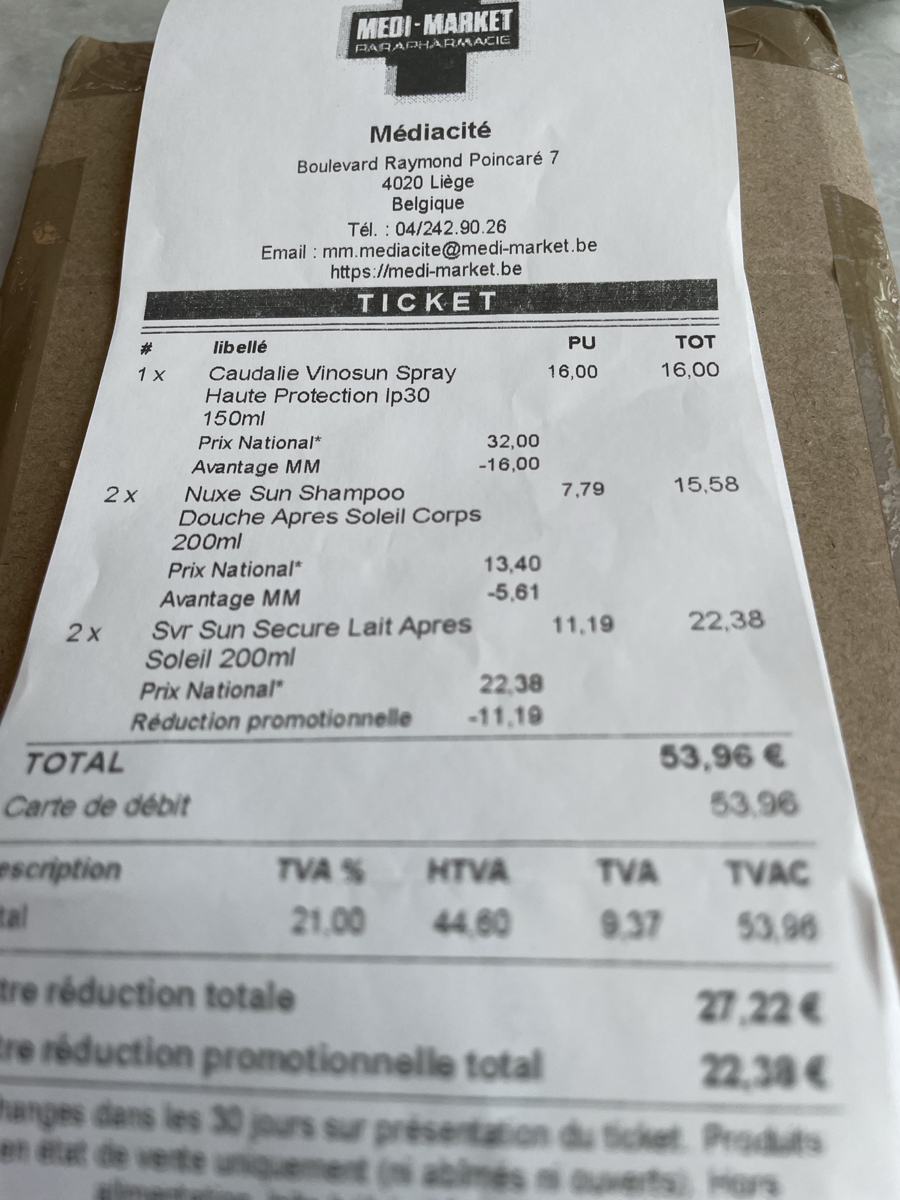 MEDI-MARKET
PARAPHARMACIE
Médiacité
Boulevard Raymond Poincaré 7
4020 Liège
Belgique
Tél. : 04/242.90.26
Email : mm.mediacite@medi-market.be
https://medi-market.be
TICKET
# libellé PU TOT
1 x Caudalie Vinosun Spray 16,00 16,00
Haute Protection Ip30
150ml
Prix National* 32,00
Avantage MM -16,00
2 x Nuxe Sun Shampoo 7,79 15,58
Douche Apres Soleil Corps
200ml
Prix National* 13,40
Avantage MM -5,61
2 x Svr Sun Secure Lait Apres 11,19 22,38
Soleil 200ml
Prix National* 22,38
Réduction promotionnelle -11,19
TOTAL 53,96 €
Carte de débit 53,96
escription TVA % HTVA TVA TVAC
tal 21,00 44,60 9,37 53,96
tre réduction totale 27,22 €
tre réduction promotionnelle total 22,38 €
hanges dans les 30 jours sur présentation du ticket. Produits
en état de vente uniquement (ni abîmés ni ouverts). Hors